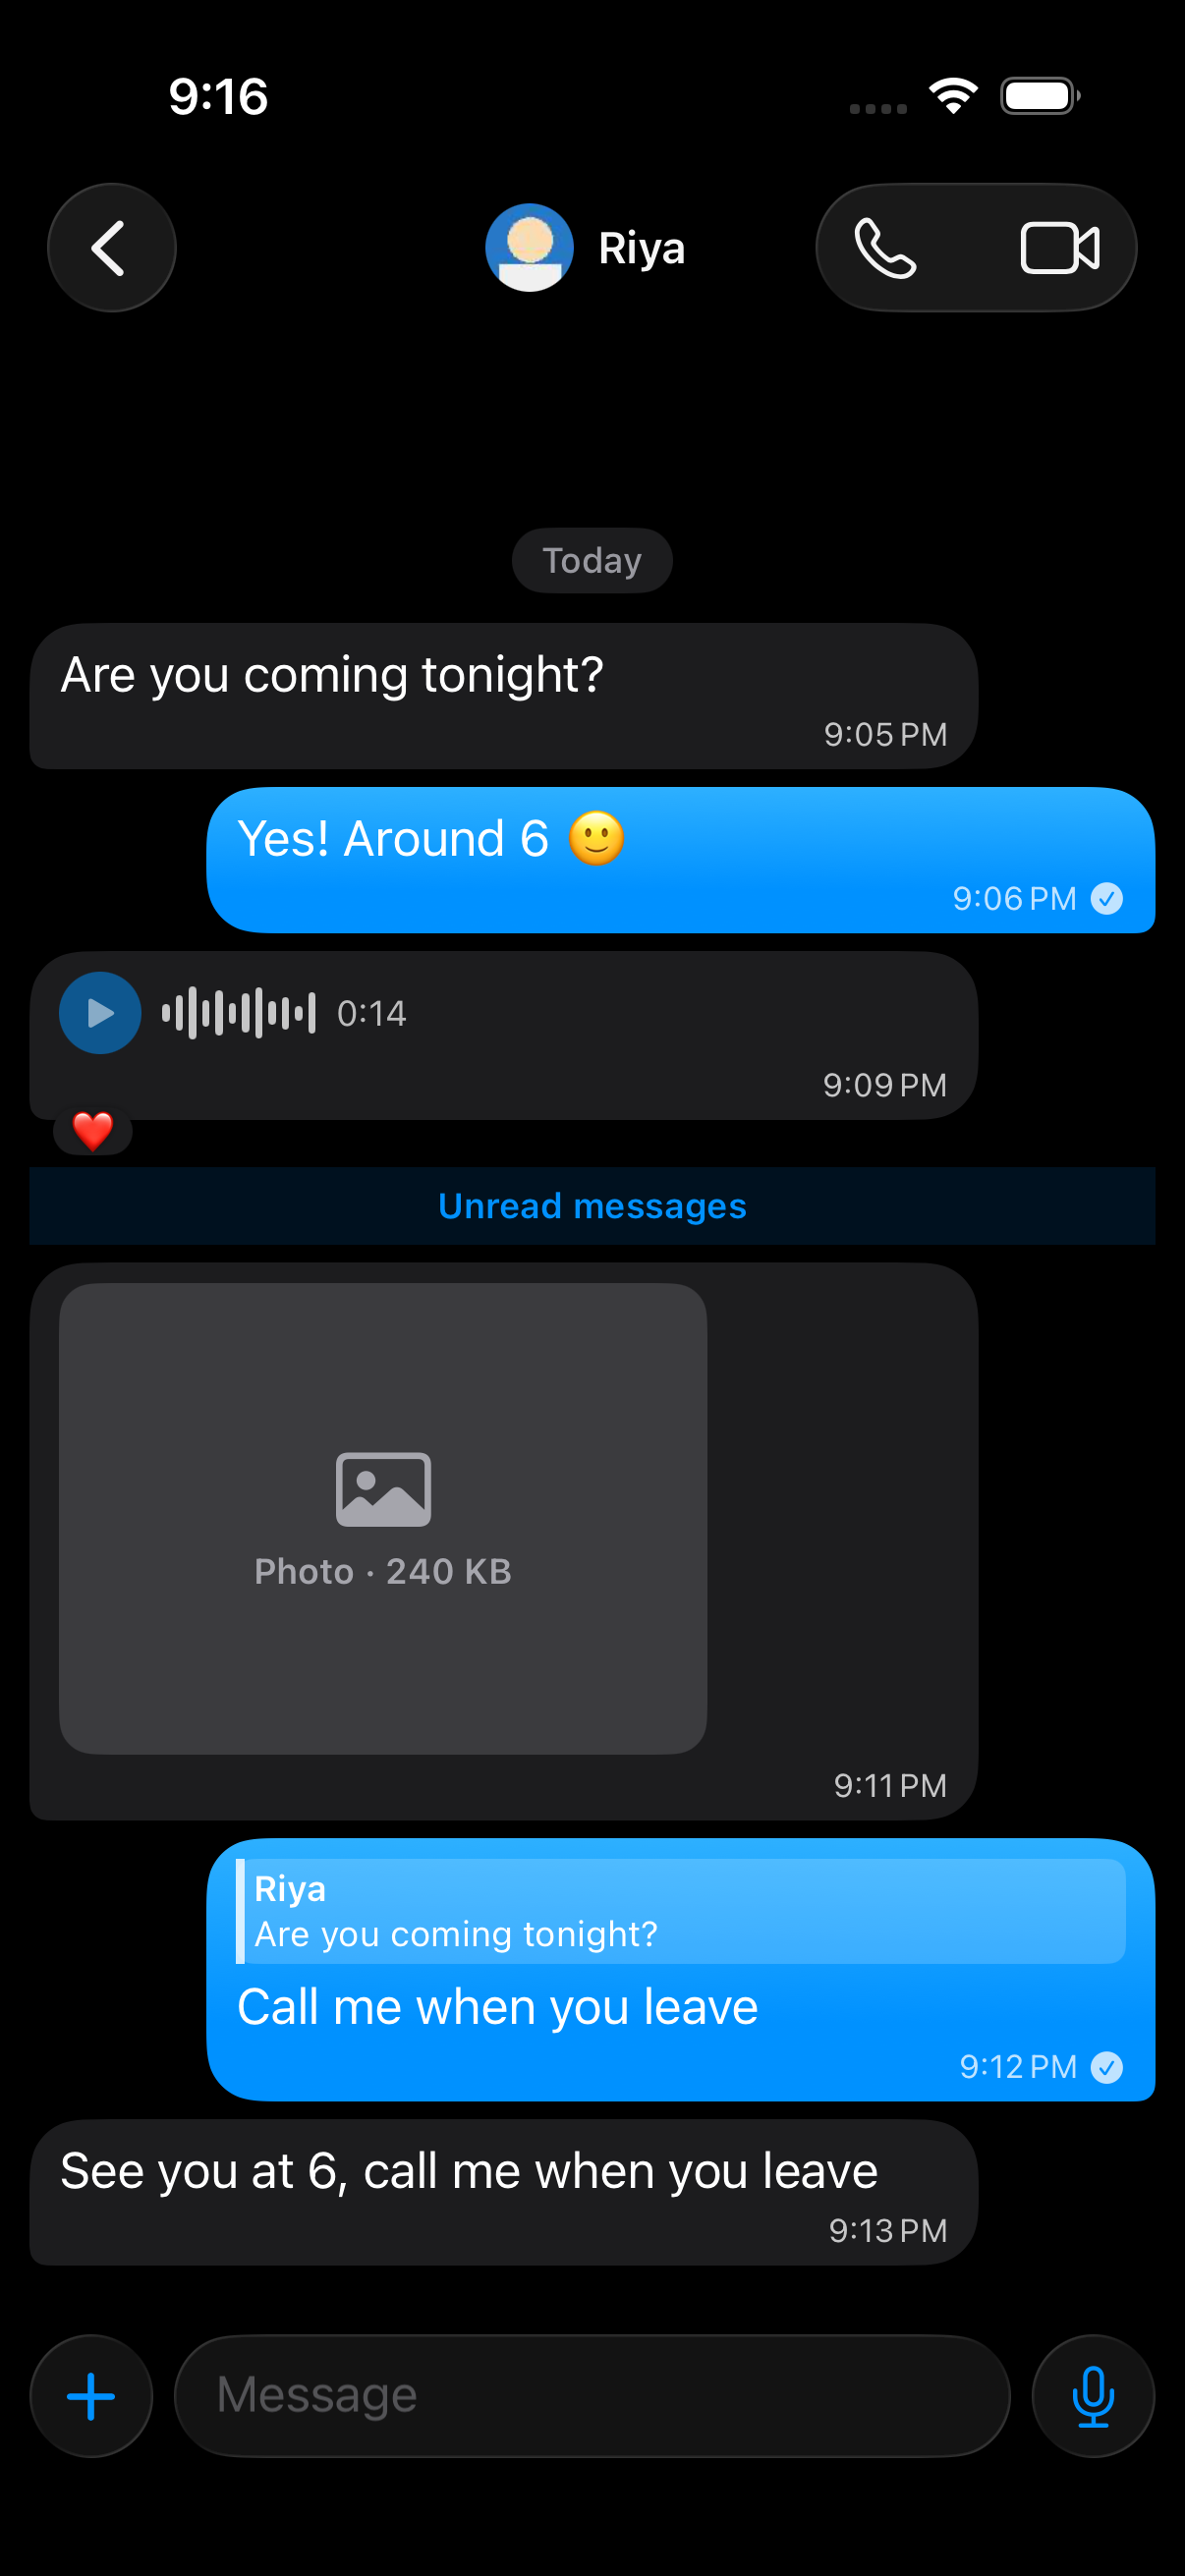 9:16
Riya
Today
Are you coming tonight?
9:05 PM
Yes! Around 6 🙂
9:06 PM
0:14
9:09 PM
❤️
Unread messages
Photo · 240 KB
9:11 PM
Riya
Are you coming tonight?
Call me when you leave
9:12 PM
See you at 6, call me when you leave
9:13 PM
Message